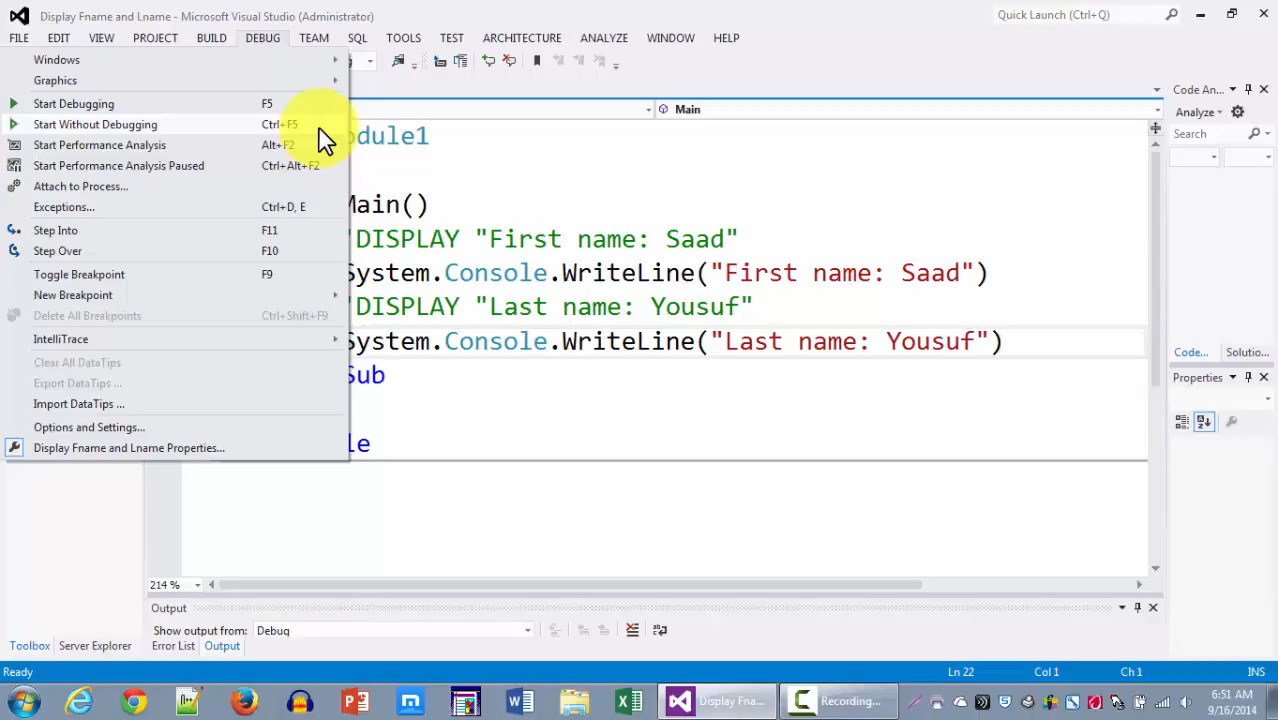 Display Fname and Lname - Microsoft Visual Studio (Administrator)
Quick Launch (Ctrl+Q)
FILE EDIT VIEW PROJECT BUILD DEBUG TEAM SQL TOOLS TEST ARCHITECTURE ANALYZE WINDOW HELP
Windows
Graphics
Start Debugging F5
Start Without Debugging Ctrl+F5
Start Performance Analysis Alt+F2
Start Performance Analysis Paused Ctrl+Alt+F2
Attach to Process...
Exceptions... Ctrl+D, E
Step Into F11
Step Over F10
Toggle Breakpoint F9
New Breakpoint
Delete All Breakpoints Ctrl+Shift+F9
IntelliTrace
Clear All DataTips
Export DataTips ...
Import DataTips ...
Options and Settings...
Display Fname and Lname Properties...
Main
odule1
Main()
'DISPLAY "First name: Saad"
System.Console.WriteLine("First name: Saad")
'DISPLAY "Last name: Yousuf"
System.Console.WriteLine("Last name: Yousuf")
Sub
le
214 %
Code An...
Analyze
Search
Code... Solutio...
Properties
Output
Show output from: Debug
Toolbox Server Explorer Error List Output
Ready Ln 22 Col 1 Ch 1 INS
Display Fna...
Recording...
6:51 AM
9/16/2014